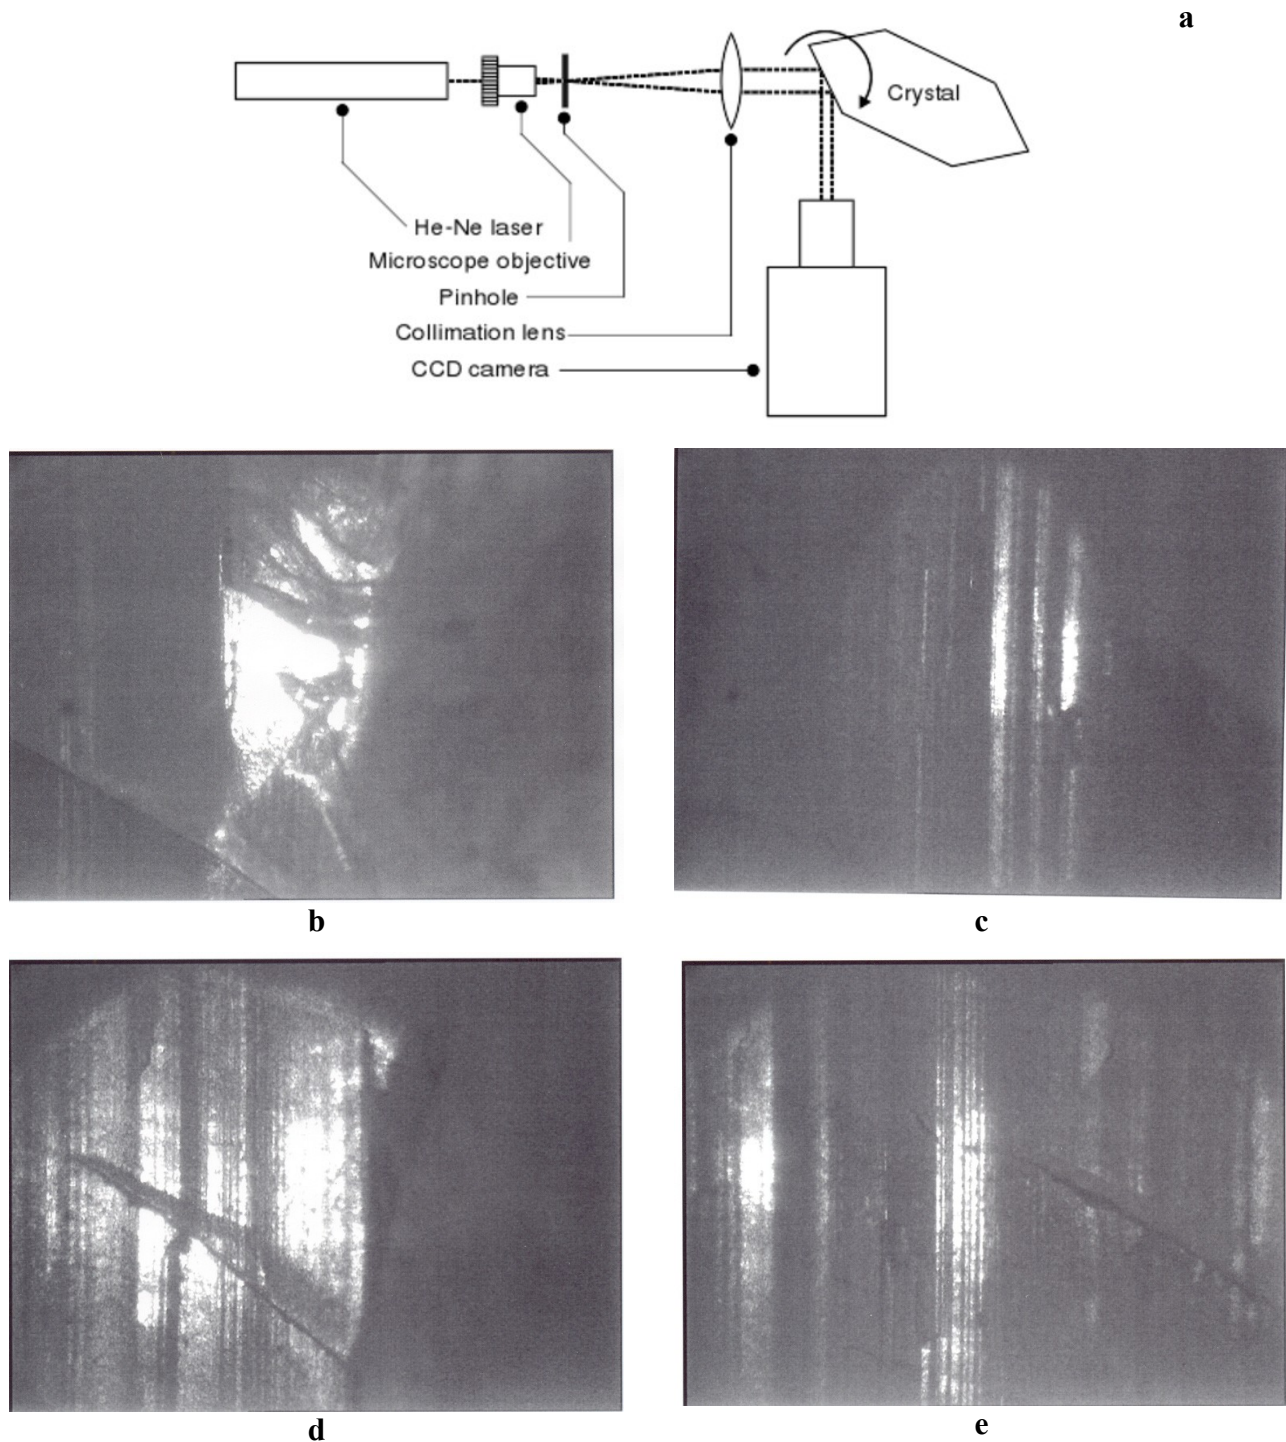 a
Crystal
He-Ne laser
Microscope objective
Pinhole
Collimation lens
CCD camera
b
c
d
e